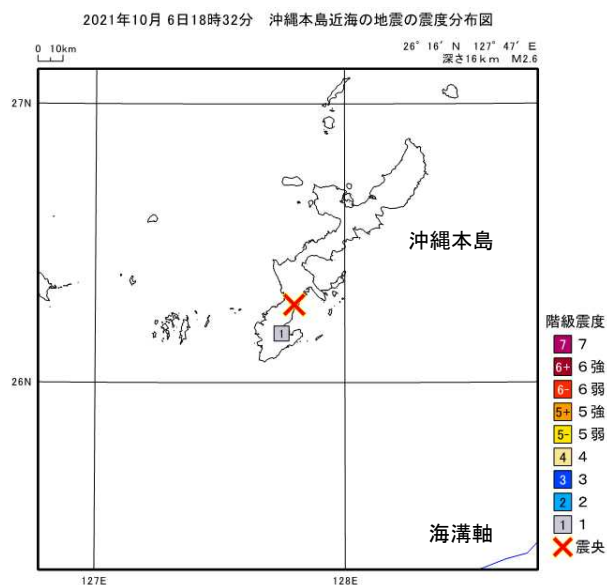 2021年10月 6日18時32分 沖縄本島近海の地震の震度分布図
0 10km
26° 16′ N 127° 47′ E
深さ16km M2.6
27N
沖縄本島
1
26N
海溝軸
127E
128E
階級震度
7 7
6+ 6強
6- 6弱
5+ 5強
5- 5弱
4 4
3 3
2 2
1 1
震央